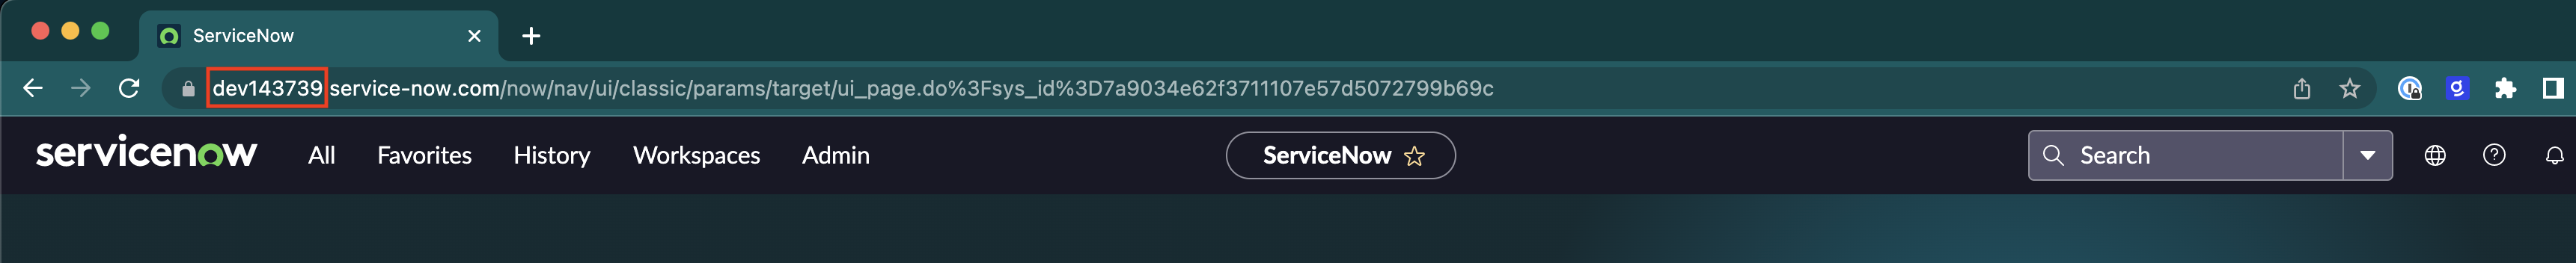 ServiceNow
dev143739.service-now.com/now/nav/ui/classic/params/target/ui_page.do%3Fsys_id%3D7a9034e62f3711107e57d5072799b69c
servicenow All Favorites History Workspaces Admin ServiceNow Search